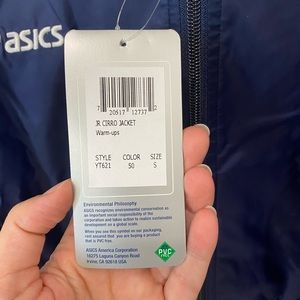 asics
7 20517 12737 2
JR CIRRO JACKET
Warm-ups
STYLE COLOR SIZE
YT621 50 S
Environmental Philosophy
ASICS recognizes environmental conservation as
an important social responsibility of the
corporation and takes action to realize sustainable
development on a global scale.
When you see this symbol on our packaging,
rest assured that you are buying a product
that is PVC free.
ASICS America Corporation
16275 Laguna Canyon Road
Irvine, CA 92618 USA
PVC